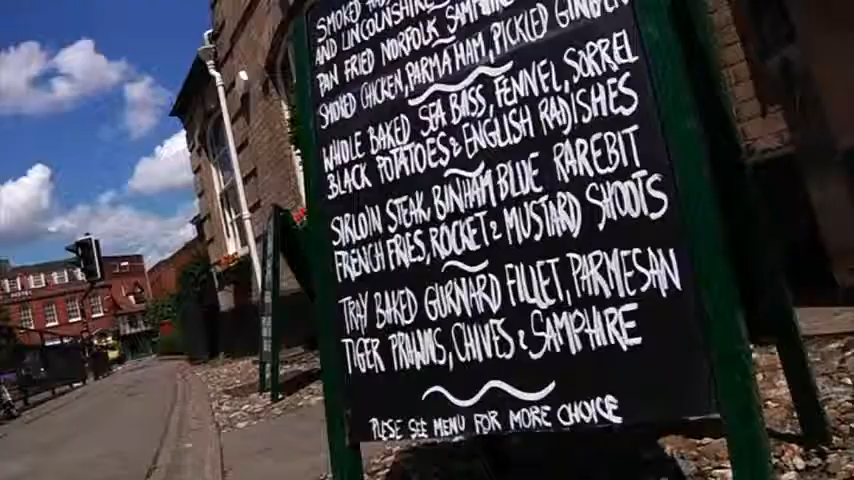 SMOKED
AND LINCOLNSHIRE
PAN FRIED NORFOLK SAMPHIRE
SMOKED CHICKEN, PARMA HAM, PICKLED GINGER
WHOLE BAKED SEA BASS, FENNEL, SORREL
BLACK POTATOES & ENGLISH RADISHES
SIRLOIN STEAK, BINHAM BLUE RAREBIT
FRENCH FRIES, ROCKET & MUSTARD SHOOTS
TRAY BAKED GURNARD FILLET, PARMESAN
TIGER PRAWNS, CHIVES & SAMPHIRE
PLESE SEE MENU FOR MORE CHOICE